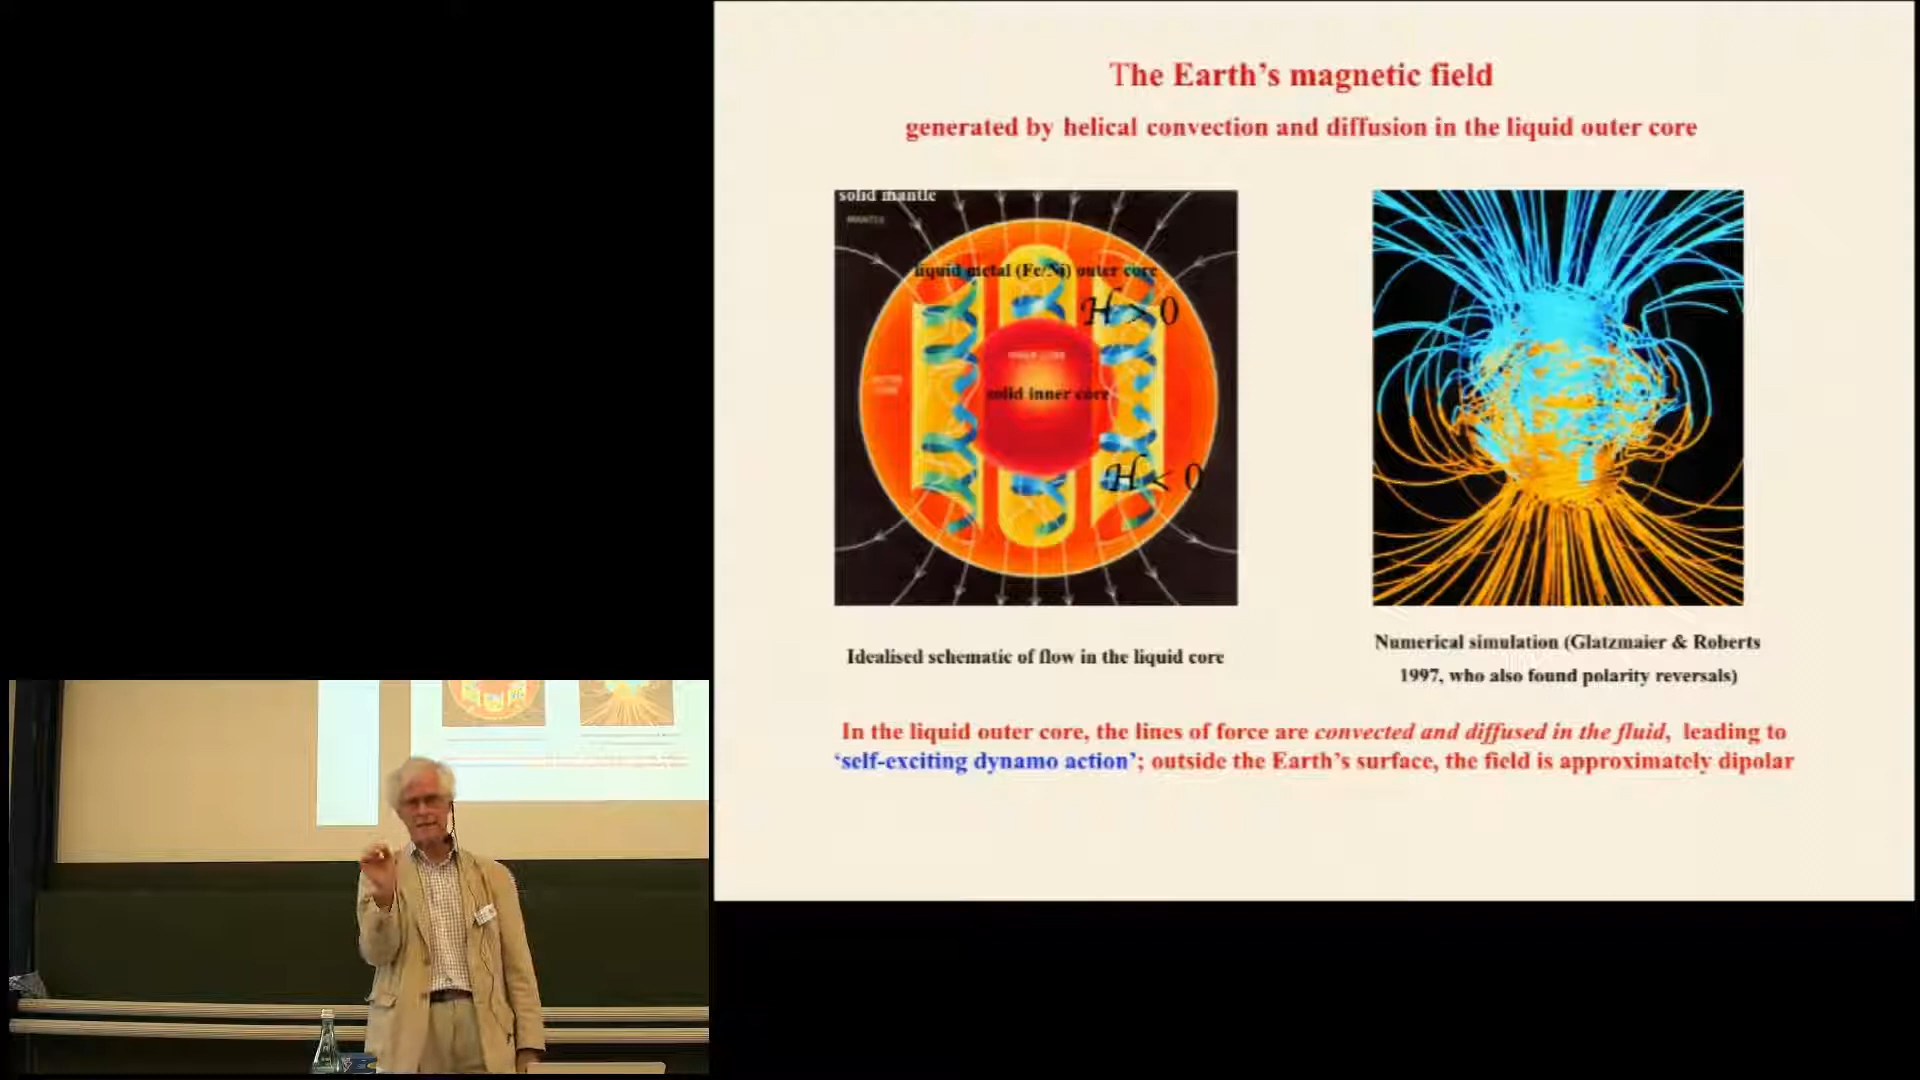 The Earth’s magnetic field
generated by helical convection and diffusion in the liquid outer core
solid mantle
MANTLE
liquid metal (Fe/Ni) outer core
H > 0
INNER CORE
OUTER
CORE
solid inner core
H < 0
Idealised schematic of flow in the liquid core
Numerical simulation (Glatzmaier & Roberts
1997, who also found polarity reversals)
In the liquid outer core, the lines of force are convected and diffused in the fluid, leading to
‘self-exciting dynamo action’; outside the Earth’s surface, the field is approximately dipolar